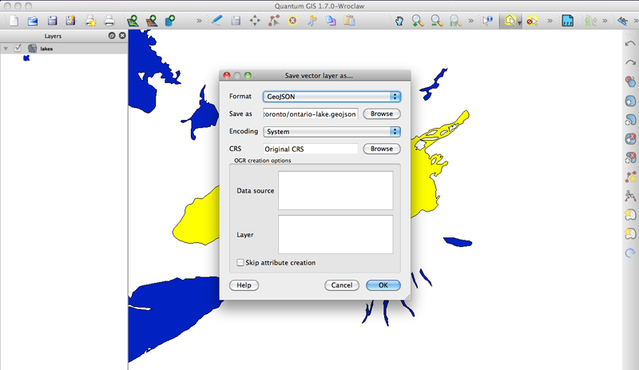 Quantum GIS 1.7.0-Wroclaw
»
»
»
»
Layers
lakes
Save vector layer as...
Format GeoJSON
Save as oronto/ontario-lake.geojson Browse
Encoding System
CRS Original CRS Browse
OGR creation options
Data source
Layer
Skip attribute creation
Help Cancel OK